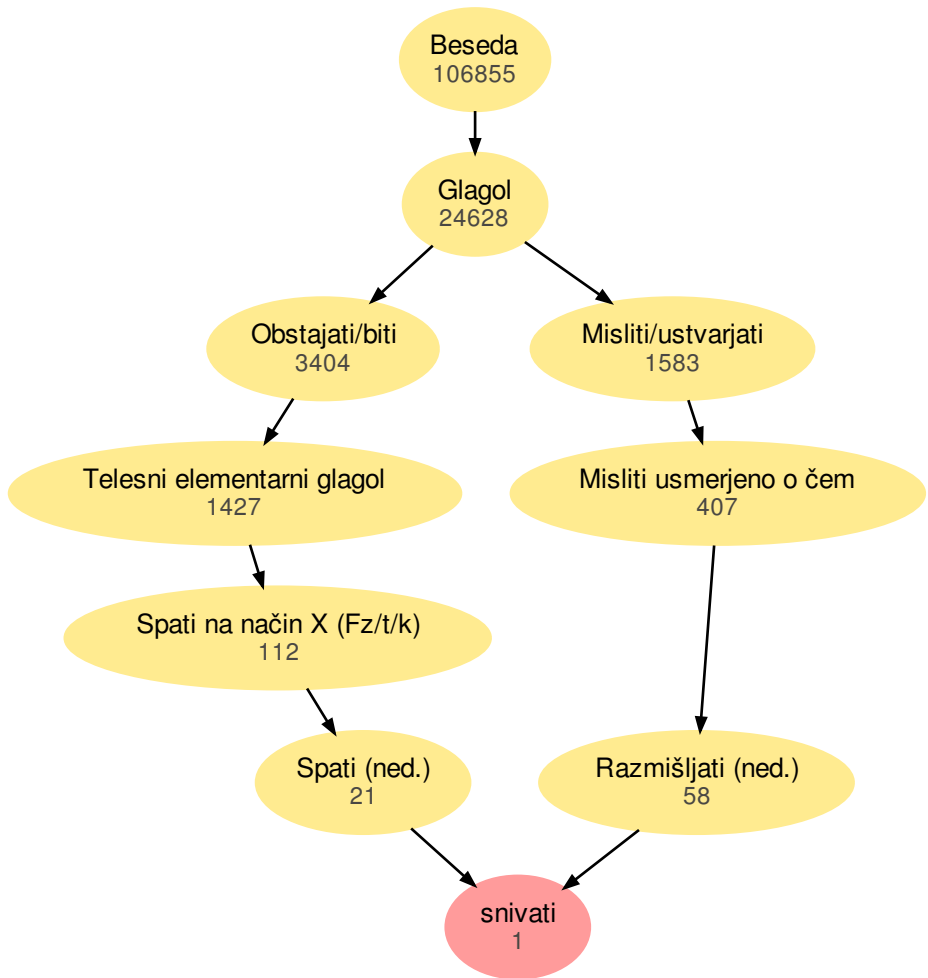 Beseda
106855
Glagol
24628
Obstajati/biti
3404
Misliti/ustvarjati
1583
Telesni elementarni glagol
1427
Misliti usmerjeno o čem
407
Spati na način X (Fz/t/k)
112
Spati (ned.)
21
Razmišljati (ned.)
58
snivati
1